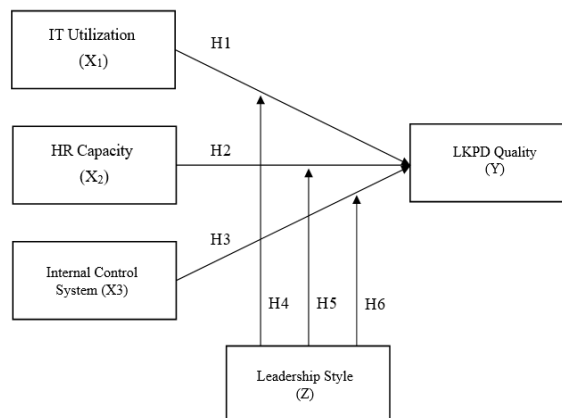 IT Utilization
(X₁)
H1
HR Capacity
(X₂)
H2
LKPD Quality
(Y)
Internal Control
System (X3)
H3
H4
H5
H6
Leadership Style
(Z)